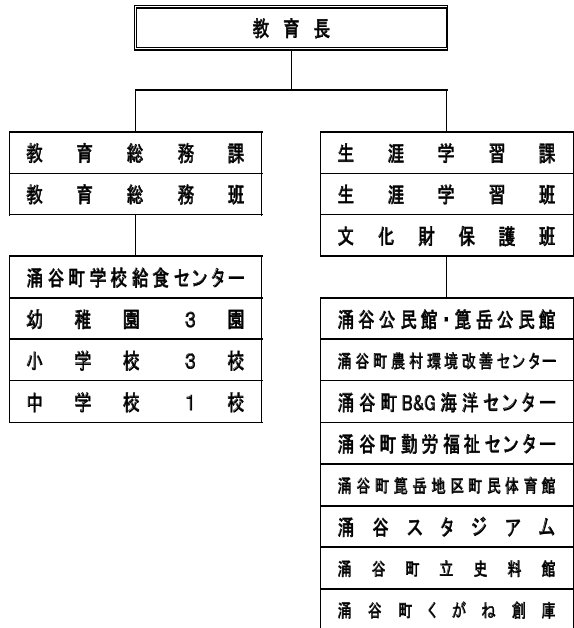 教育長
教育総務課
教育総務班
涌谷町学校給食センター
幼稚園3園
小学校3校
中学校1校
生涯学習課
生涯学習班
文化財保護班
涌谷公民館・箟岳公民館
涌谷町農村環境改善センター
涌谷町B&G海洋センター
涌谷町勤労福祉センター
涌谷町箟岳地区町民体育館
涌谷スタジアム
涌谷町立史料館
涌谷町くがね創庫